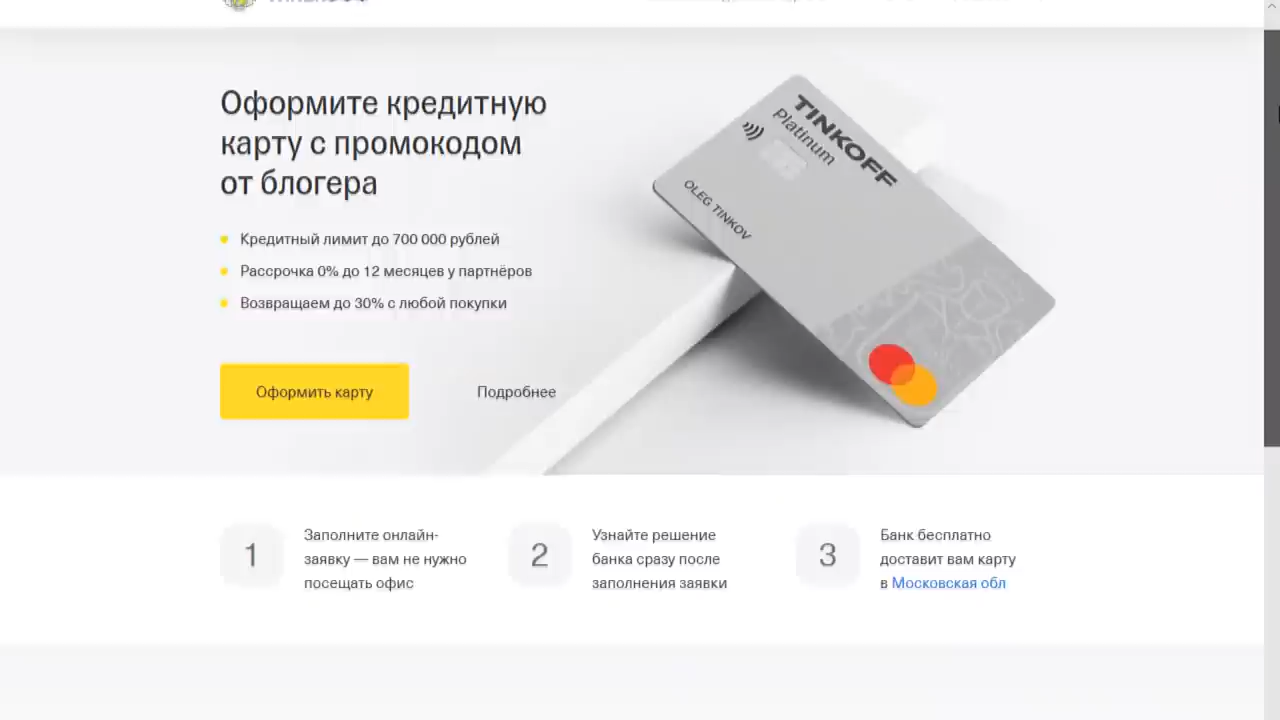 Оформите кредитную
карту с промокодом
от блогера
Кредитный лимит до 700 000 рублей
Рассрочка 0% до 12 месяцев у партнёров
Возвращаем до 30% с любой покупки
Оформить карту
Подробнее
TINKOFF
Platinum
OLEG TINKOV
1
Заполните онлайн-
заявку — вам не нужно
посещать офис
2
Узнайте решение
банка сразу после
заполнения заявки
3
Банк бесплатно
доставит вам карту
в Московская обл